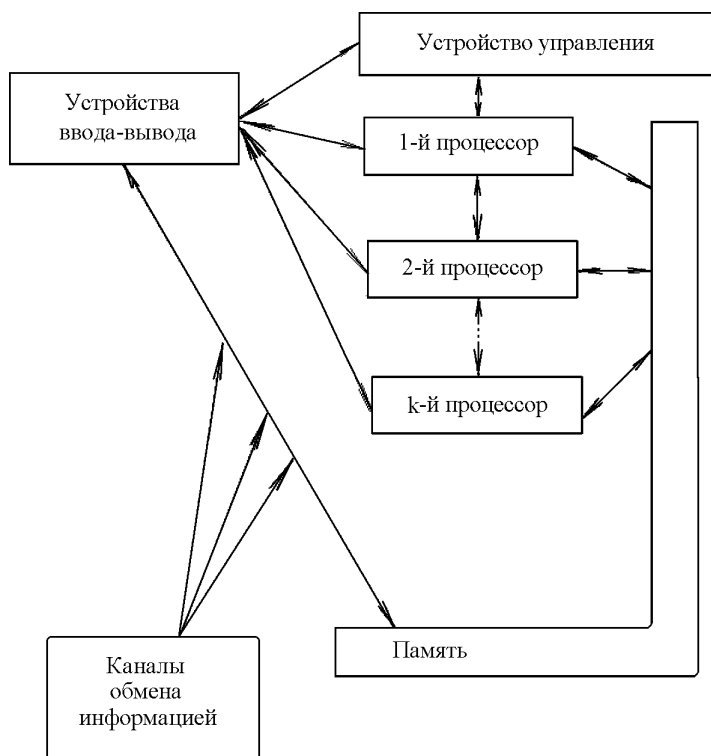 Устройство управления
Устройства
ввода-вывода
1-й процессор
2-й процессор
k-й процессор
Память
Каналы
обмена
информацией